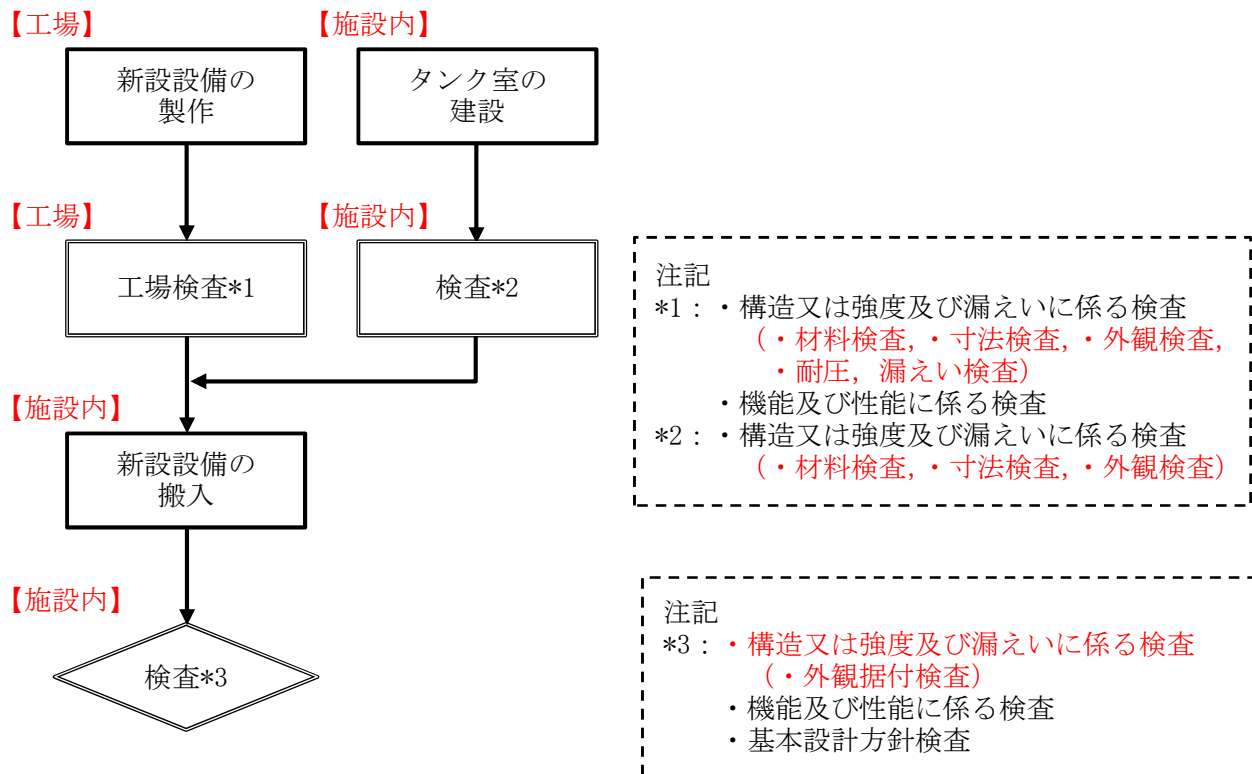 【工場】
【施設内】
新設設備の
製作
タンク室の
建設
【工場】
【施設内】
工場検査*1
検査*2
【施設内】
新設設備の
搬入
【施設内】
検査*3
注記
*1：・構造又は強度及び漏えいに係る検査
（・材料検査，・寸法検査，・外観検査，
・耐圧，漏えい検査）
・機能及び性能に係る検査
*2：・構造又は強度及び漏えいに係る検査
（・材料検査，・寸法検査，・外観検査）
注記
*3：・構造又は強度及び漏えいに係る検査
（・外観据付検査）
・機能及び性能に係る検査
・基本設計方針検査